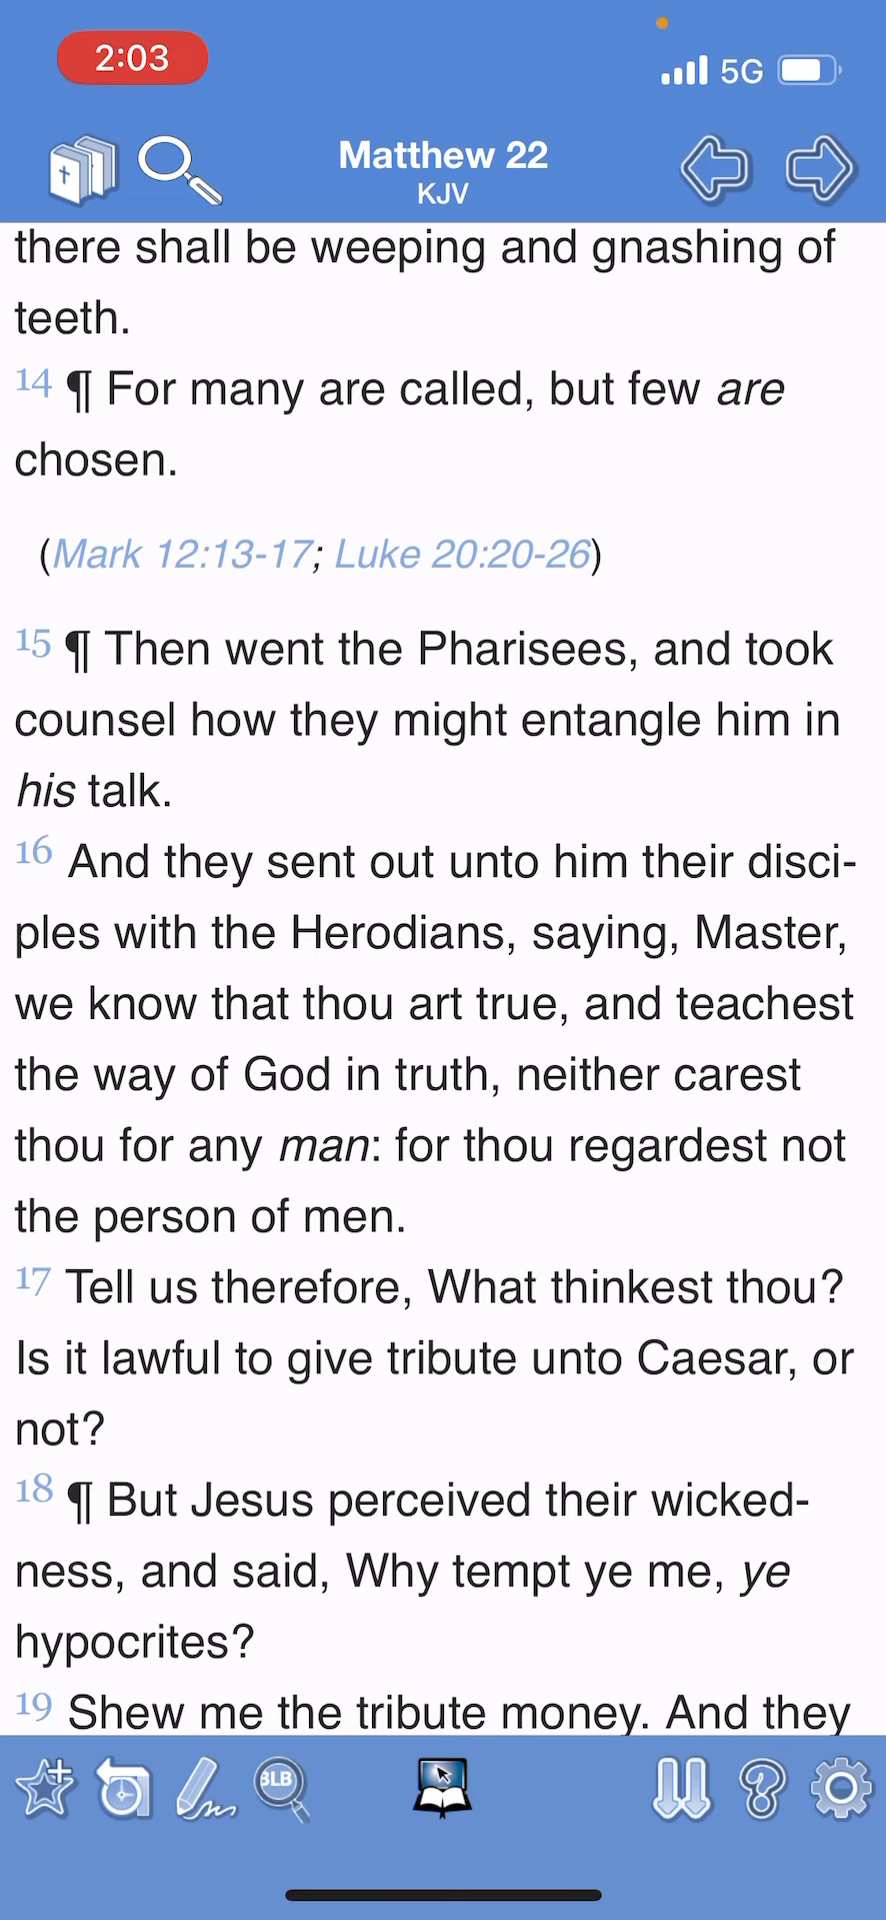 2:03
5G
Matthew 22
KJV
there shall be weeping and gnashing of
teeth.
14 ¶ For many are called, but few are
chosen.
(Mark 12:13-17; Luke 20:20-26)
15 ¶ Then went the Pharisees, and took
counsel how they might entangle him in
his talk.
16 And they sent out unto him their disci-
ples with the Herodians, saying, Master,
we know that thou art true, and teachest
the way of God in truth, neither carest
thou for any man: for thou regardest not
the person of men.
17 Tell us therefore, What thinkest thou?
Is it lawful to give tribute unto Caesar, or
not?
18 ¶ But Jesus perceived their wicked-
ness, and said, Why tempt ye me, ye
hypocrites?
19 Shew me the tribute money. And they
BLB